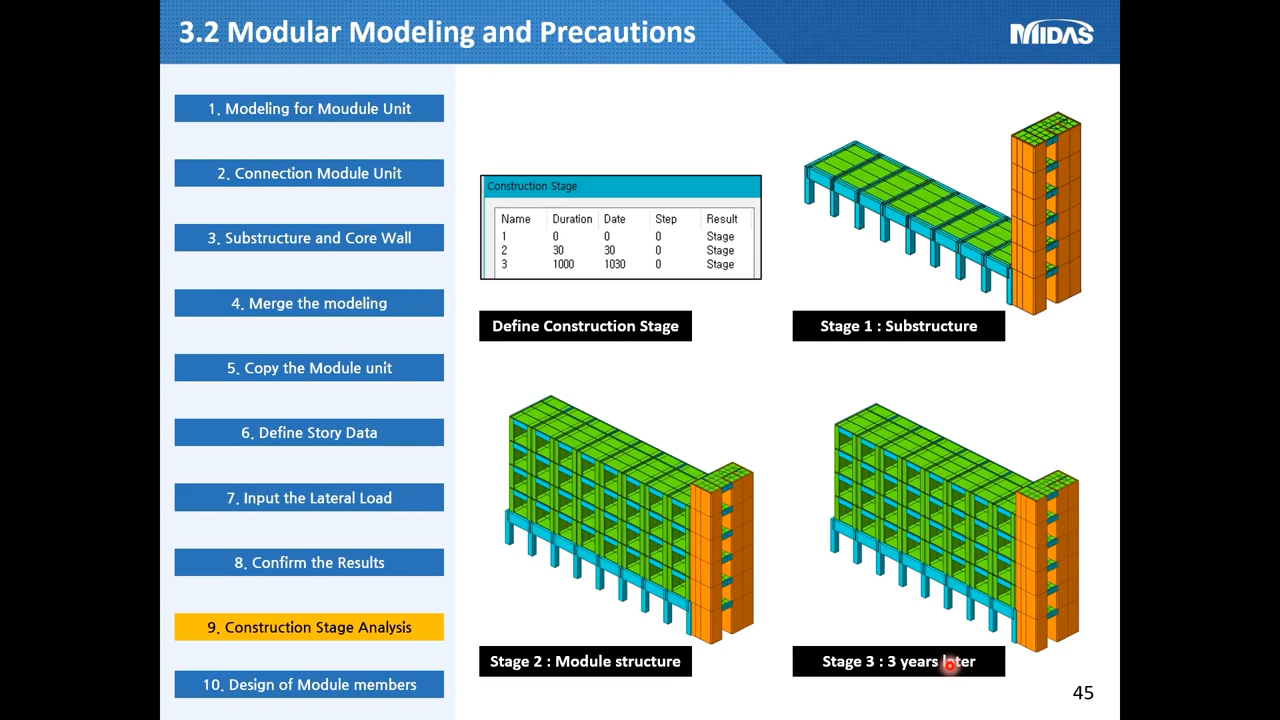 3.2 Modular Modeling and Precautions
MIDAS
1. Modeling for Moudule Unit
2. Connection Module Unit
3. Substructure and Core Wall
4. Merge the modeling
5. Copy the Module unit
6. Define Story Data
7. Input the Lateral Load
8. Confirm the Results
9. Construction Stage Analysis
10. Design of Module members
Construction Stage
Name Duration Date Step Result
1 0 0 0 Stage
2 30 30 0 Stage
3 1000 1030 0 Stage
Define Construction Stage
Stage 1 : Substructure
Stage 2 : Module structure
Stage 3 : 3 years later
45